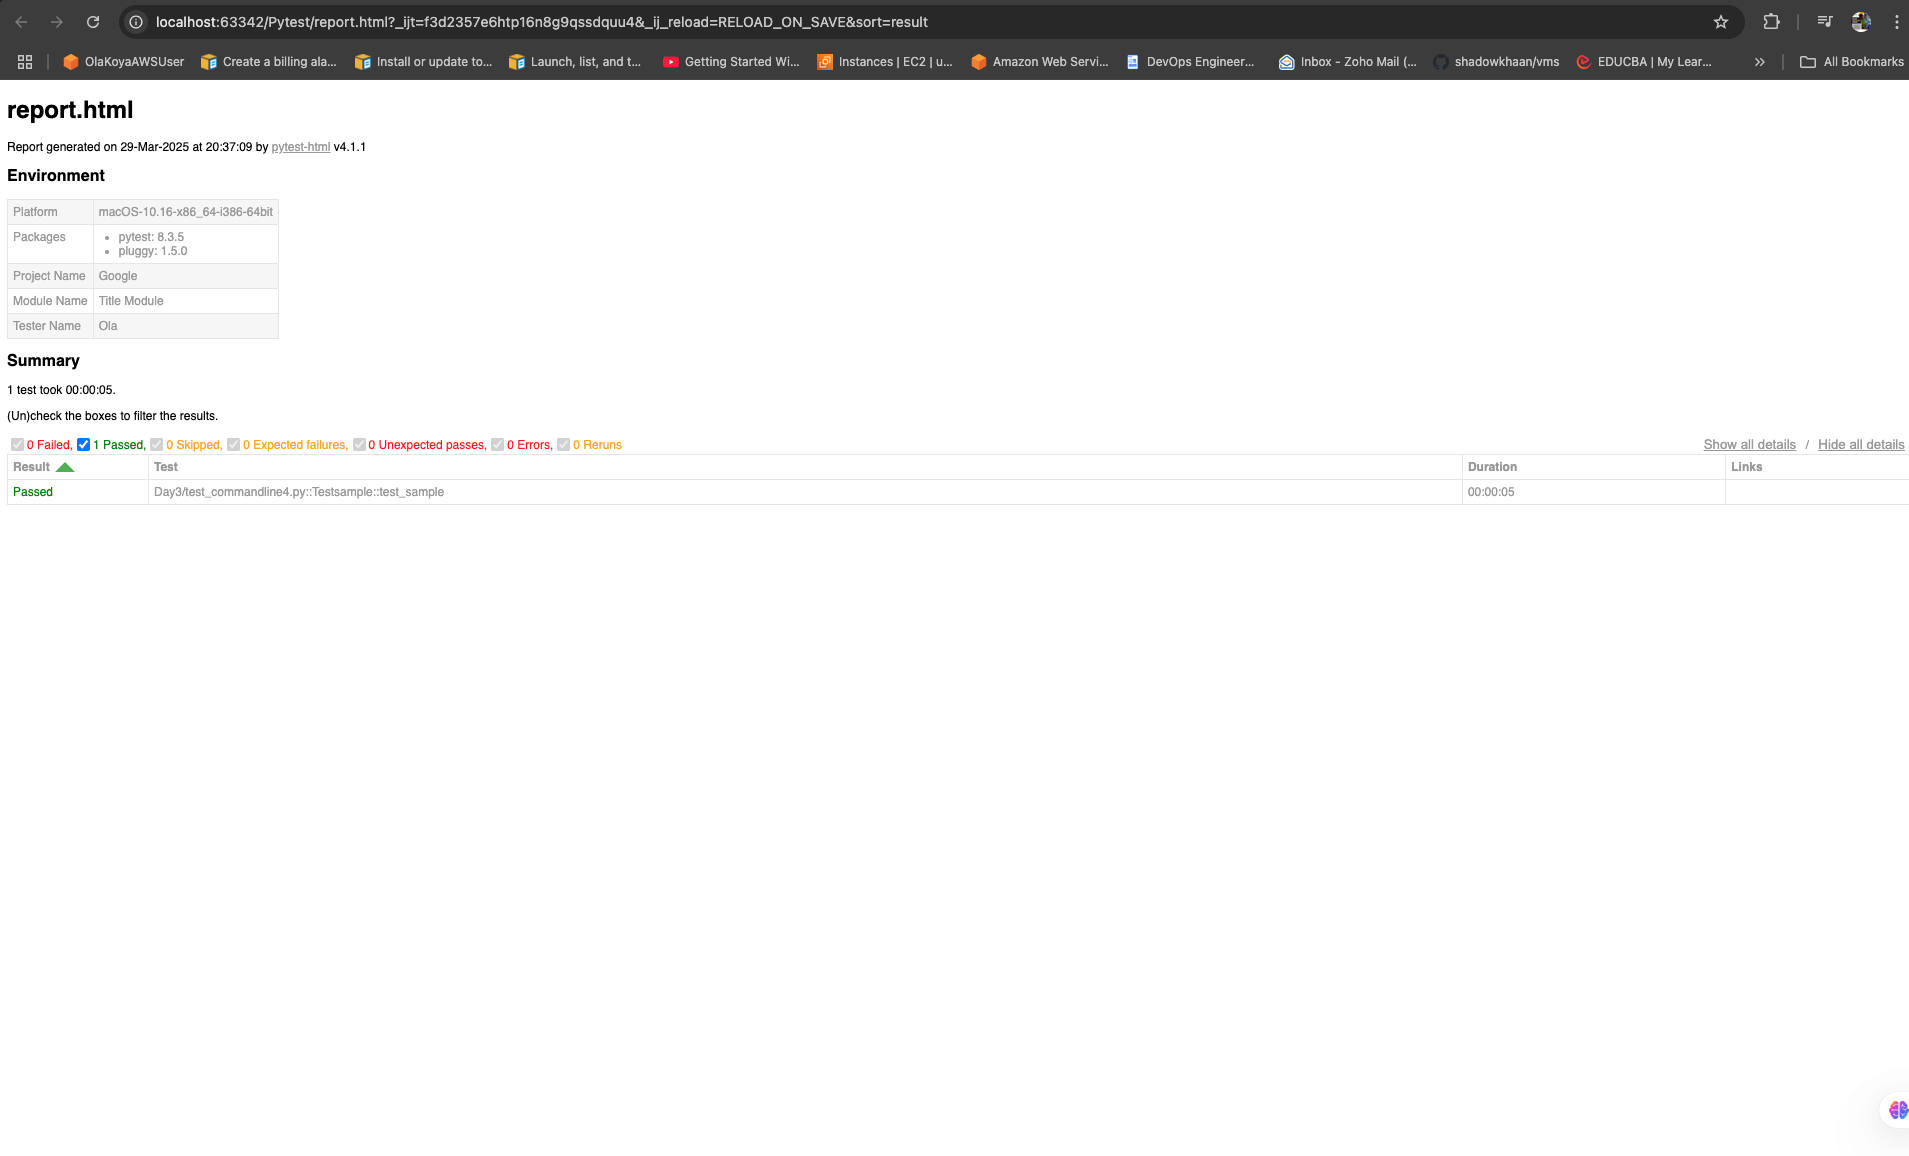 localhost:63342/Pytest/report.html?_ijt=f3d2357e6htp16n8g9qssdquu4&_ij_reload=RELOAD_ON_SAVE&sort=result
OlaKoyaAWSUser Create a billing ala... Install or update to... Launch, list, and t... Getting Started Wi... Instances | EC2 | u... Amazon Web Servi... DevOps Engineer... Inbox - Zoho Mail (... shadowkhaan/vms EDUCBA | My Lear... » All Bookmarks
report.html
Report generated on 29-Mar-2025 at 20:37:09 by pytest-html v4.1.1
Environment
Platform macOS-10.16-x86_64-i386-64bit
Packages • pytest: 8.3.5
• pluggy: 1.5.0
Project Name Google
Module Name Title Module
Tester Name Ola
Summary
1 test took 00:00:05.
(Un)check the boxes to filter the results.
0 Failed, 1 Passed, 0 Skipped, 0 Expected failures, 0 Unexpected passes, 0 Errors, 0 Reruns Show all details / Hide all details
Result Test Duration Links
Passed Day3/test_commandline4.py::Testsample::test_sample 00:00:05